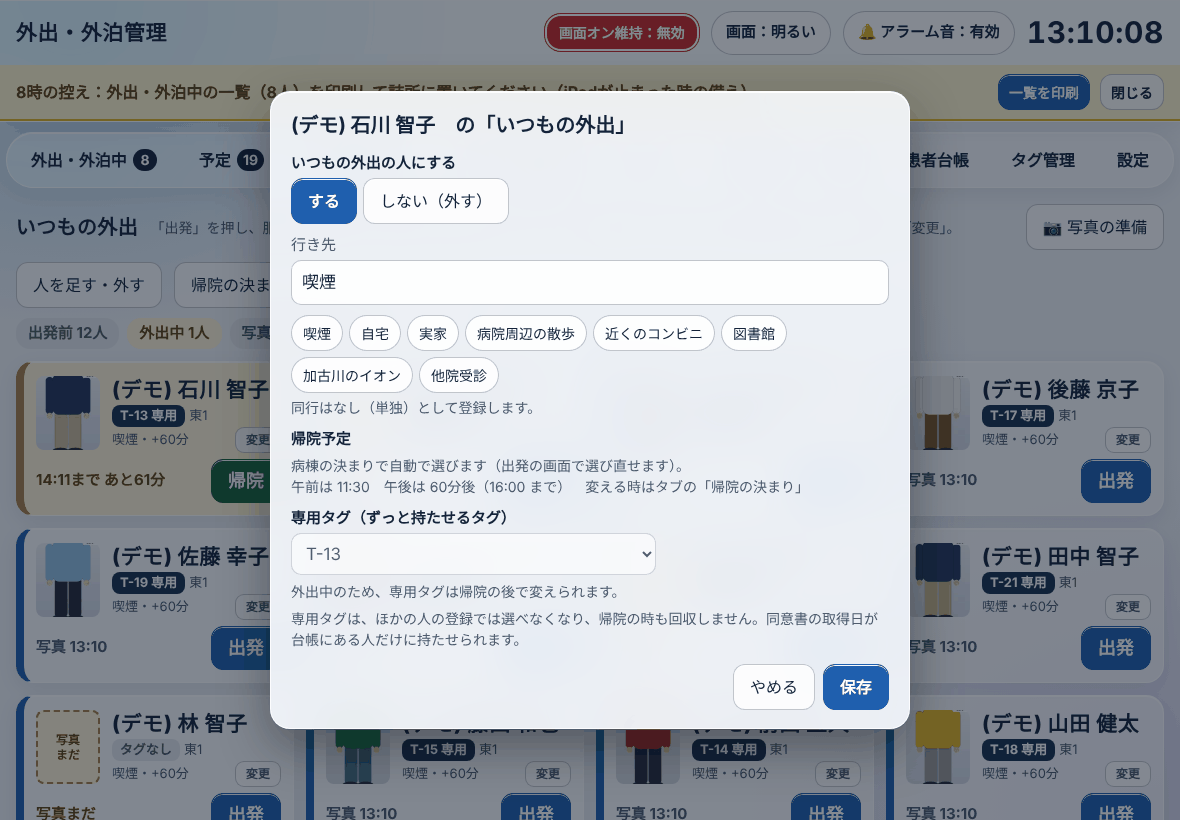 外出・外泊管理
画面オン維持：無効
画面：明るい
🔔 アラーム音：有効
13:10:08
8時の控え：外出・外泊中の一覧（8人）を印刷して詰所に置いてください（iPadが止まった時の備え）
一覧を印刷
閉じる
外出・外泊中 8
予定 19
患者台帳
タグ管理
設定
いつもの外出
「出発」を押し、
変更」。
📷 写真の準備
人を足す・外す
帰院の決ま
出発前 12人
外出中 1人
写真
(デモ) 石川 智子　の「いつもの外出」
いつもの外出の人にする
する
しない（外す）
行き先
喫煙
喫煙
自宅
実家
病院周辺の散歩
近くのコンビニ
図書館
加古川のイオン
他院受診
同行はなし（単独）として登録します。
帰院予定
病棟の決まりで自動で選びます（出発の画面で選び直せます）。
午前は 11:30　午後は 60分後（16:00 まで）　変える時はタブの「帰院の決まり」
専用タグ（ずっと持たせるタグ）
T-13
外出中のため、専用タグは帰院の後で変えられます。
専用タグは、ほかの人の登録では選べなくなり、帰院の時も回収しません。同意書の取得日が
台帳にある人だけに持たせられます。
やめる
保存
(デモ) 石川 智子
T-13 専用 東1
喫煙・+60分
変更
14:11まで あと61分
帰院
(デモ) 後藤 京子
T-17 専用 東1
喫煙・+60分
変更
写真 13:10
出発
(デモ) 佐藤 幸子
T-19 専用 東1
喫煙・+60分
変更
写真 13:10
出発
(デモ) 田中 智子
T-21 専用 東1
喫煙・+60分
変更
写真 13:10
出発
写真
まだ
(デモ) 林 智子
タグなし 東1
喫煙・+60分
変更
写真まだ
出発
T-15 専用 東1
喫煙・+60分
変更
写真 13:10
出発
T-14 専用 東1
喫煙・+60分
変更
写真 13:10
出発
(デモ) 山田 健太
T-18 専用 東1
喫煙・+60分
変更
写真 13:10
出発